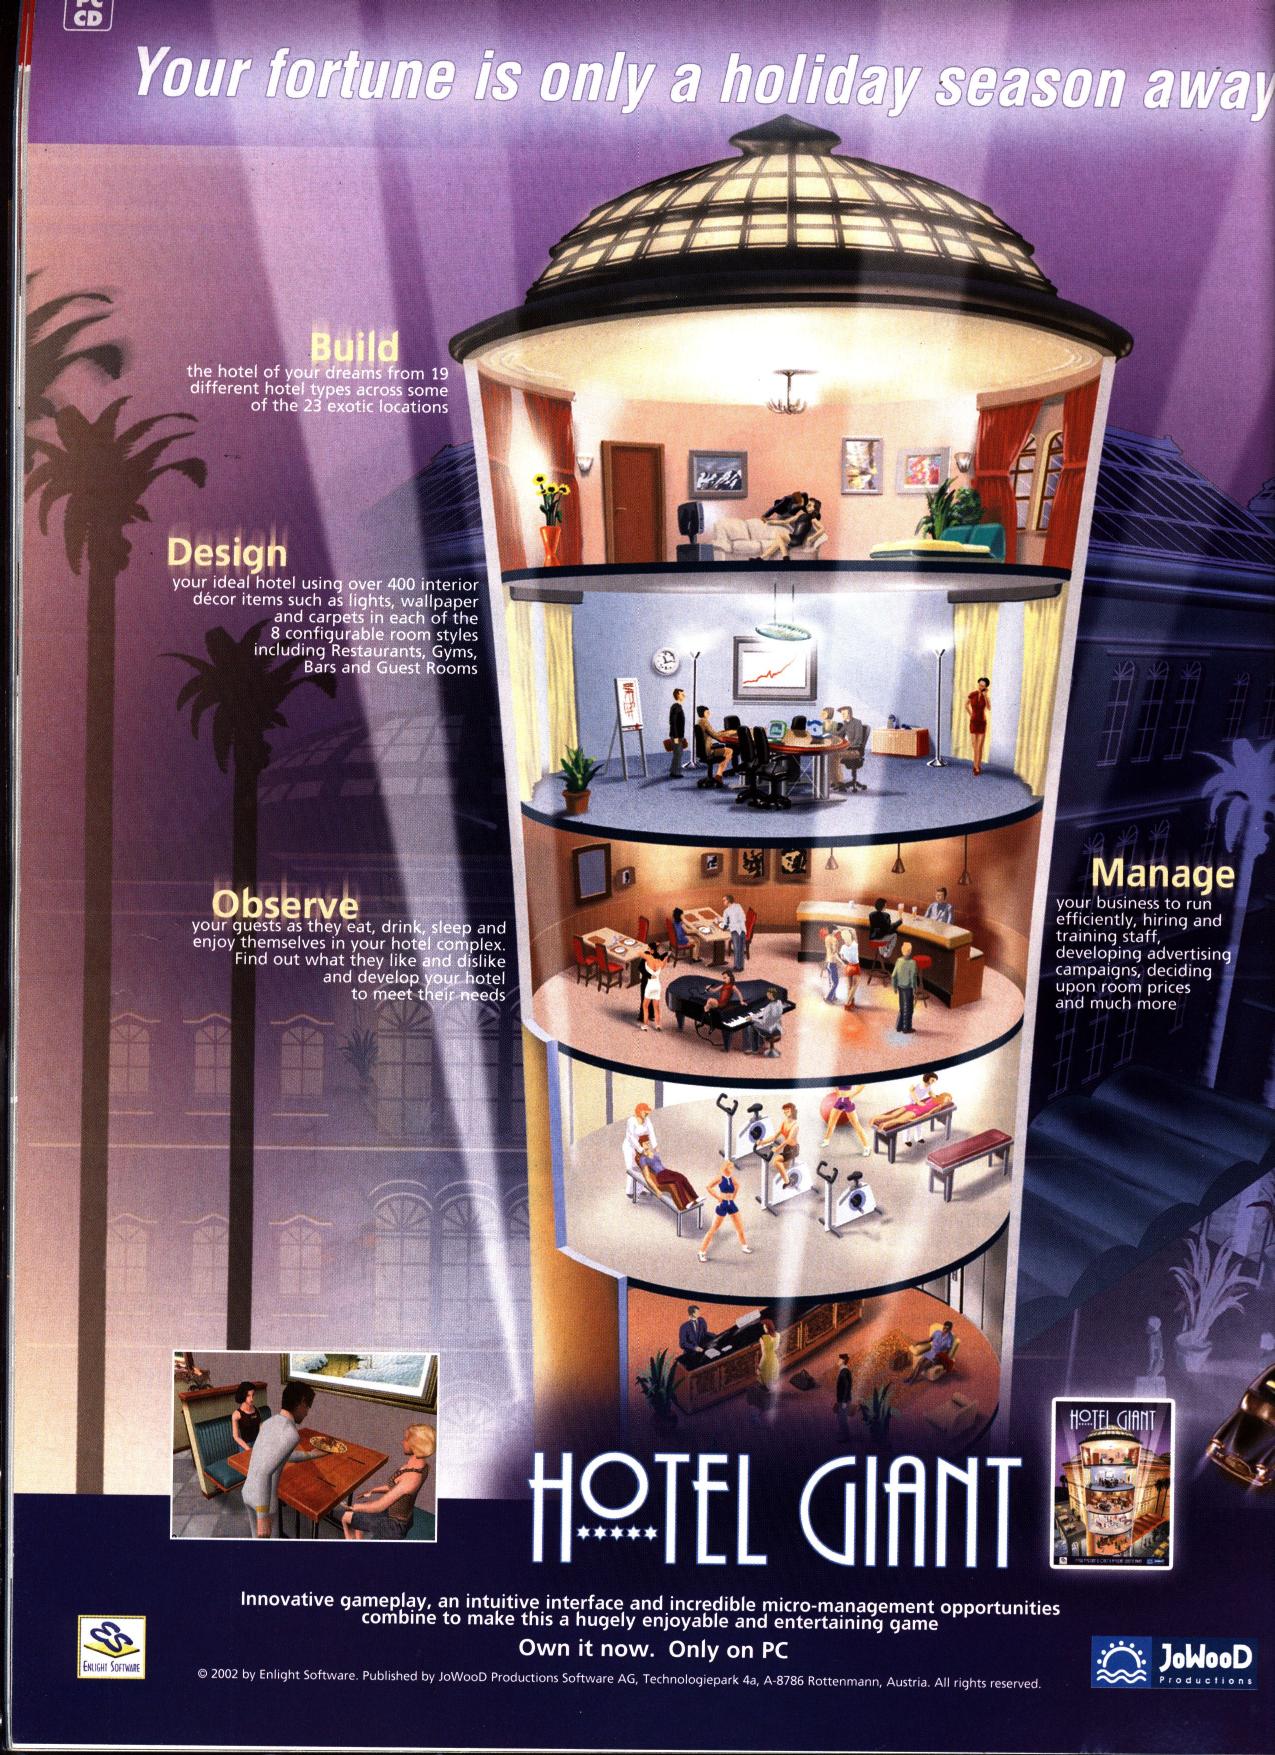 PC
CD
Your fortune is only a holiday season away
Build
the hotel of your dreams from 19
different hotel types across some
of the 23 exotic locations
Design
your ideal hotel using over 400 interior
décor items such as lights, wallpaper
and carpets in each of the
8 configurable room styles
including Restaurants, Gyms,
Bars and Guest Rooms
Observe
your guests as they eat, drink, sleep and
enjoy themselves in your hotel complex.
Find out what they like and dislike
and develop your hotel
to meet their needs
Manage
your business to run
efficiently, hiring and
training staff,
developing advertising
campaigns, deciding
upon room prices
and much more
HOTEL GIANT
HOTEL GIANT
Innovative gameplay, an intuitive interface and incredible micro-management opportunities
combine to make this a hugely enjoyable and entertaining game
Own it now. Only on PC
ENLIGHT SOFTWARE
© 2002 by Enlight Software. Published by JoWooD Productions Software AG, Technologiepark 4a, A-8786 Rottenmann, Austria. All rights reserved.
JoWooD
Productions